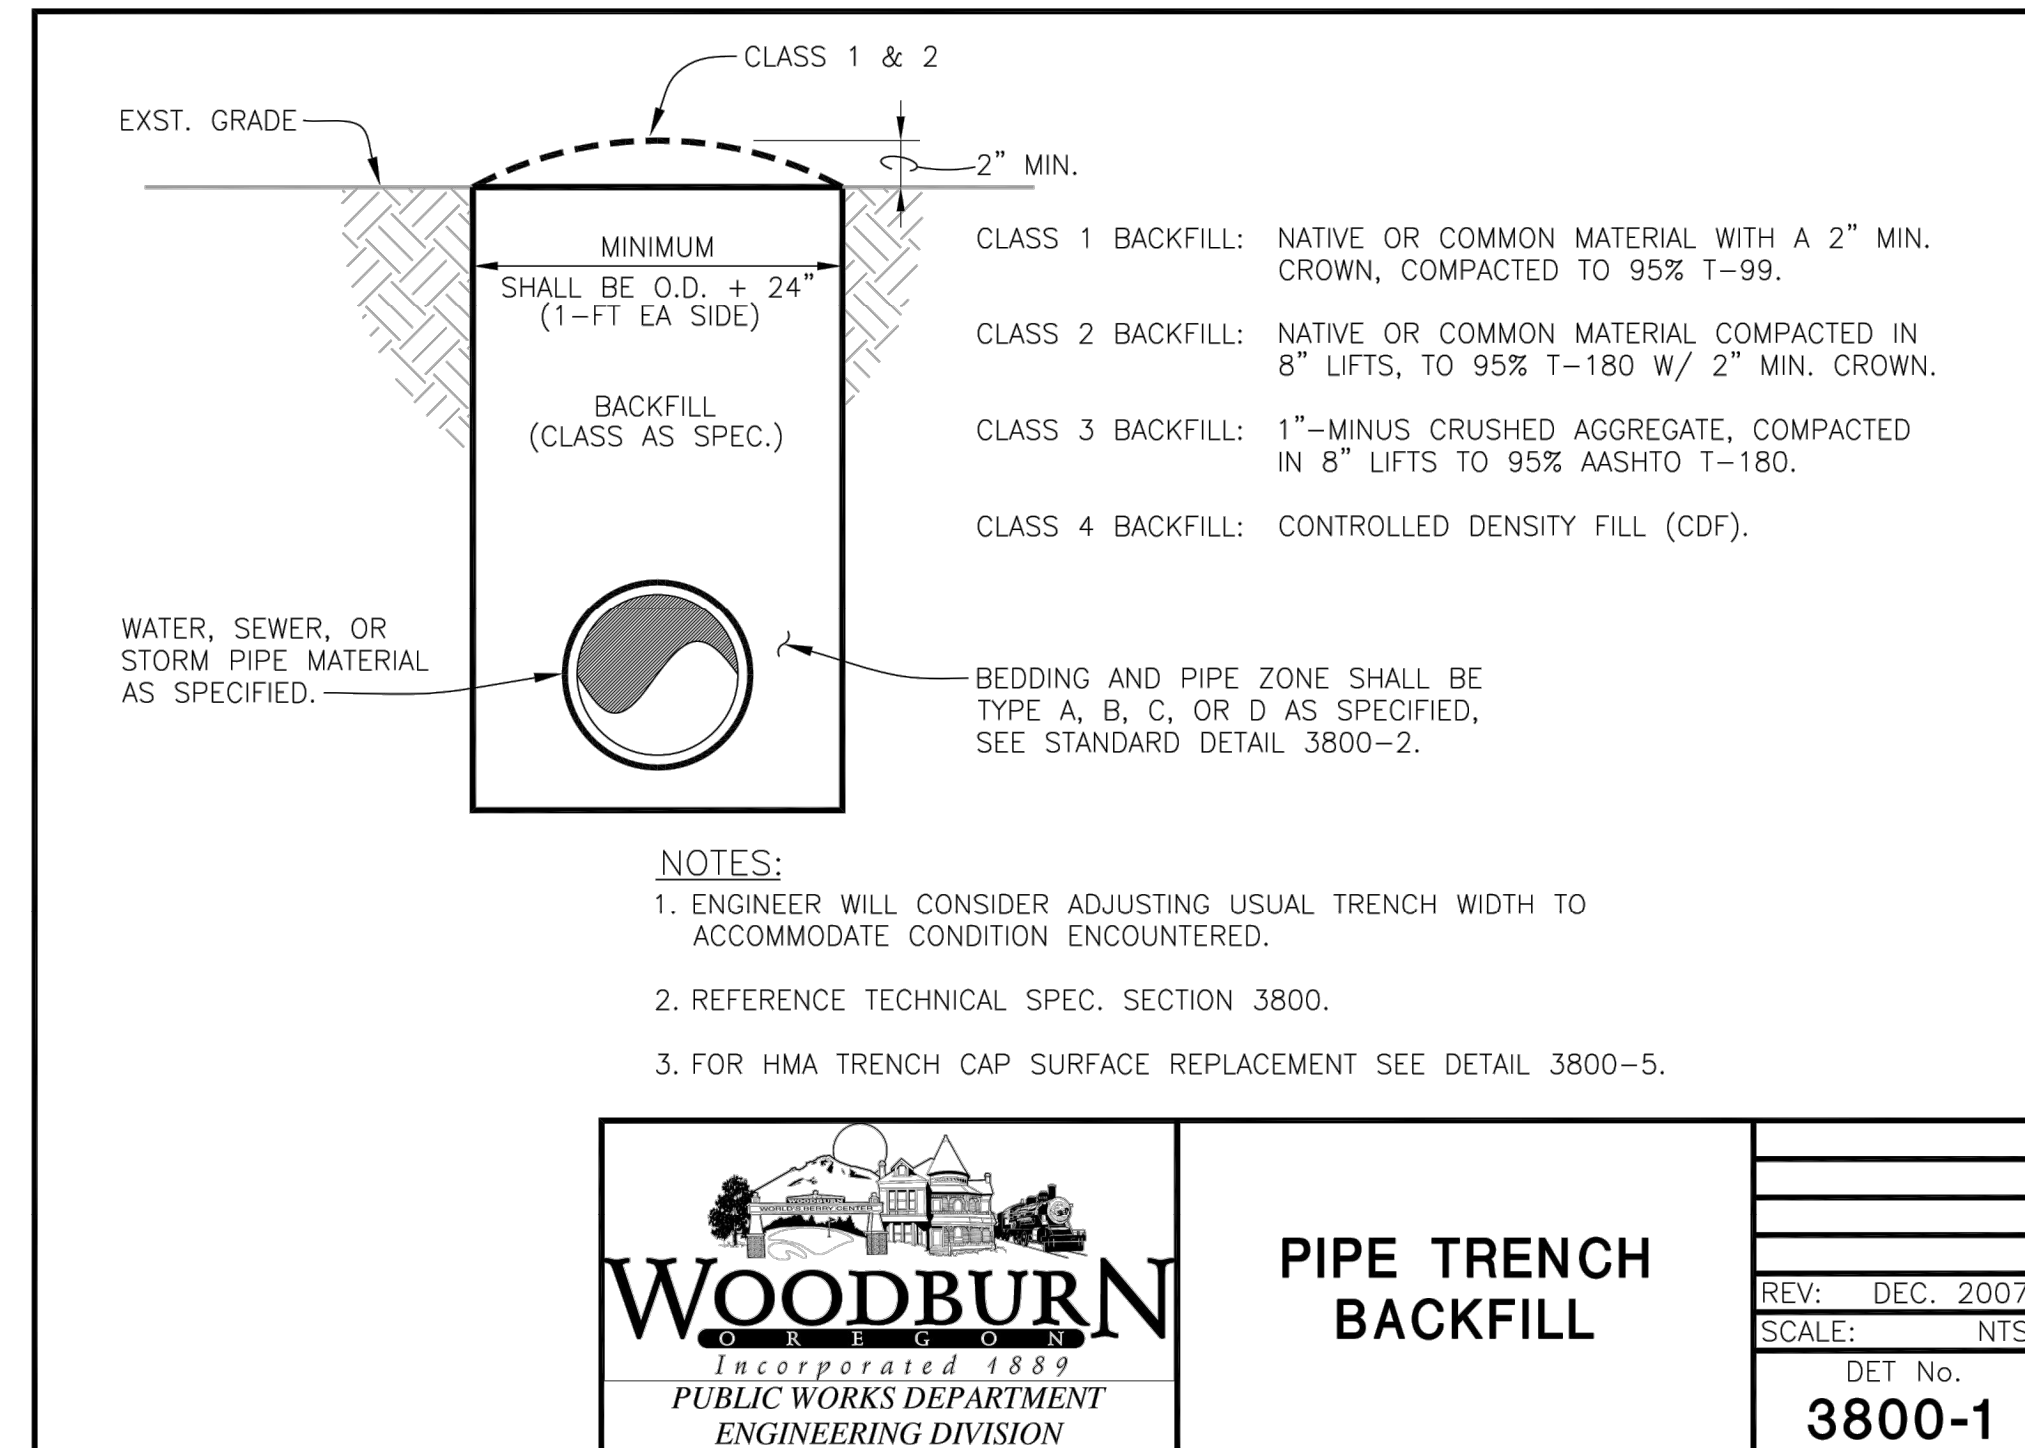 CLASS 1 & 2
EXST. GRADE
2” MIN.
MINIMUM
SHALL BE O.D. + 24”
(1-FT EA SIDE)
BACKFILL
(CLASS AS SPEC.)
CLASS 1 BACKFILL: NATIVE OR COMMON MATERIAL WITH A 2” MIN.
CROWN, COMPACTED TO 95% T-99.
CLASS 2 BACKFILL: NATIVE OR COMMON MATERIAL COMPACTED IN
8” LIFTS, TO 95% T-180 W/ 2” MIN. CROWN.
CLASS 3 BACKFILL: 1”-MINUS CRUSHED AGGREGATE, COMPACTED
IN 8” LIFTS TO 95% AASHTO T-180.
CLASS 4 BACKFILL: CONTROLLED DENSITY FILL (CDF).
WATER, SEWER, OR
STORM PIPE MATERIAL
AS SPECIFIED.
BEDDING AND PIPE ZONE SHALL BE
TYPE A, B, C, OR D AS SPECIFIED,
SEE STANDARD DETAIL 3800-2.
NOTES:
1. ENGINEER WILL CONSIDER ADJUSTING USUAL TRENCH WIDTH TO
ACCOMMODATE CONDITION ENCOUNTERED.
2. REFERENCE TECHNICAL SPEC. SECTION 3800.
3. FOR HMA TRENCH CAP SURFACE REPLACEMENT SEE DETAIL 3800-5.
WOODBURN
WORLD'S BERRY CENTER
WOODBURN
OREGON
Incorporated 1889
PUBLIC WORKS DEPARTMENT
ENGINEERING DIVISION
PIPE TRENCH
BACKFILL
REV: DEC. 2007
SCALE: NTS
DET No.
3800-1